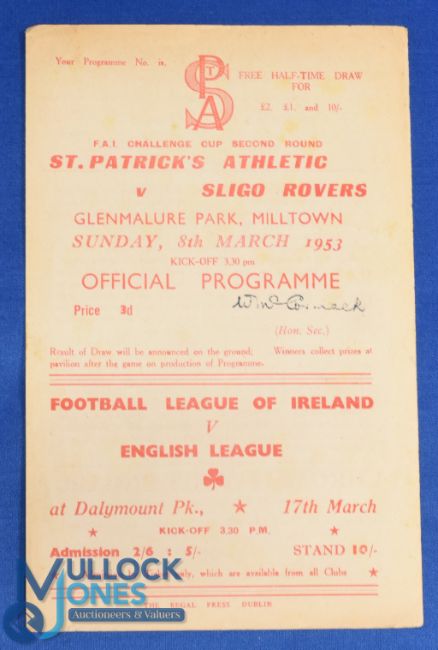 Your Programme No. is,
St
P
S
A
FREE HALF-TIME DRAW
FOR
£2, £1, and 10/-
F.A.I. CHALLENGE CUP SECOND ROUND
ST. PATRICK'S ATHLETIC
v SLIGO ROVERS
GLENMALURE PARK, MILLTOWN
SUNDAY, 8th MARCH 1953
KICK-OFF 3.30 pm
OFFICIAL PROGRAMME
Price 3d
W. McCormack
(Hon. Sec.)
Result of Draw will be announced on the ground; Winners collect prizes at
pavilion after the game on production of Programme.
FOOTBALL LEAGUE OF IRELAND
V
ENGLISH LEAGUE
at Dalymount Pk., ★ 17th March
★ KICK-OFF 3.30 P.M. ★
Admission 2/6 : 5/- STAND 10/-
which are available from all Clubs ★
THE REGAL PRESS DUBLIN
MULLOCK
JONES
Auctioneers & Valuers